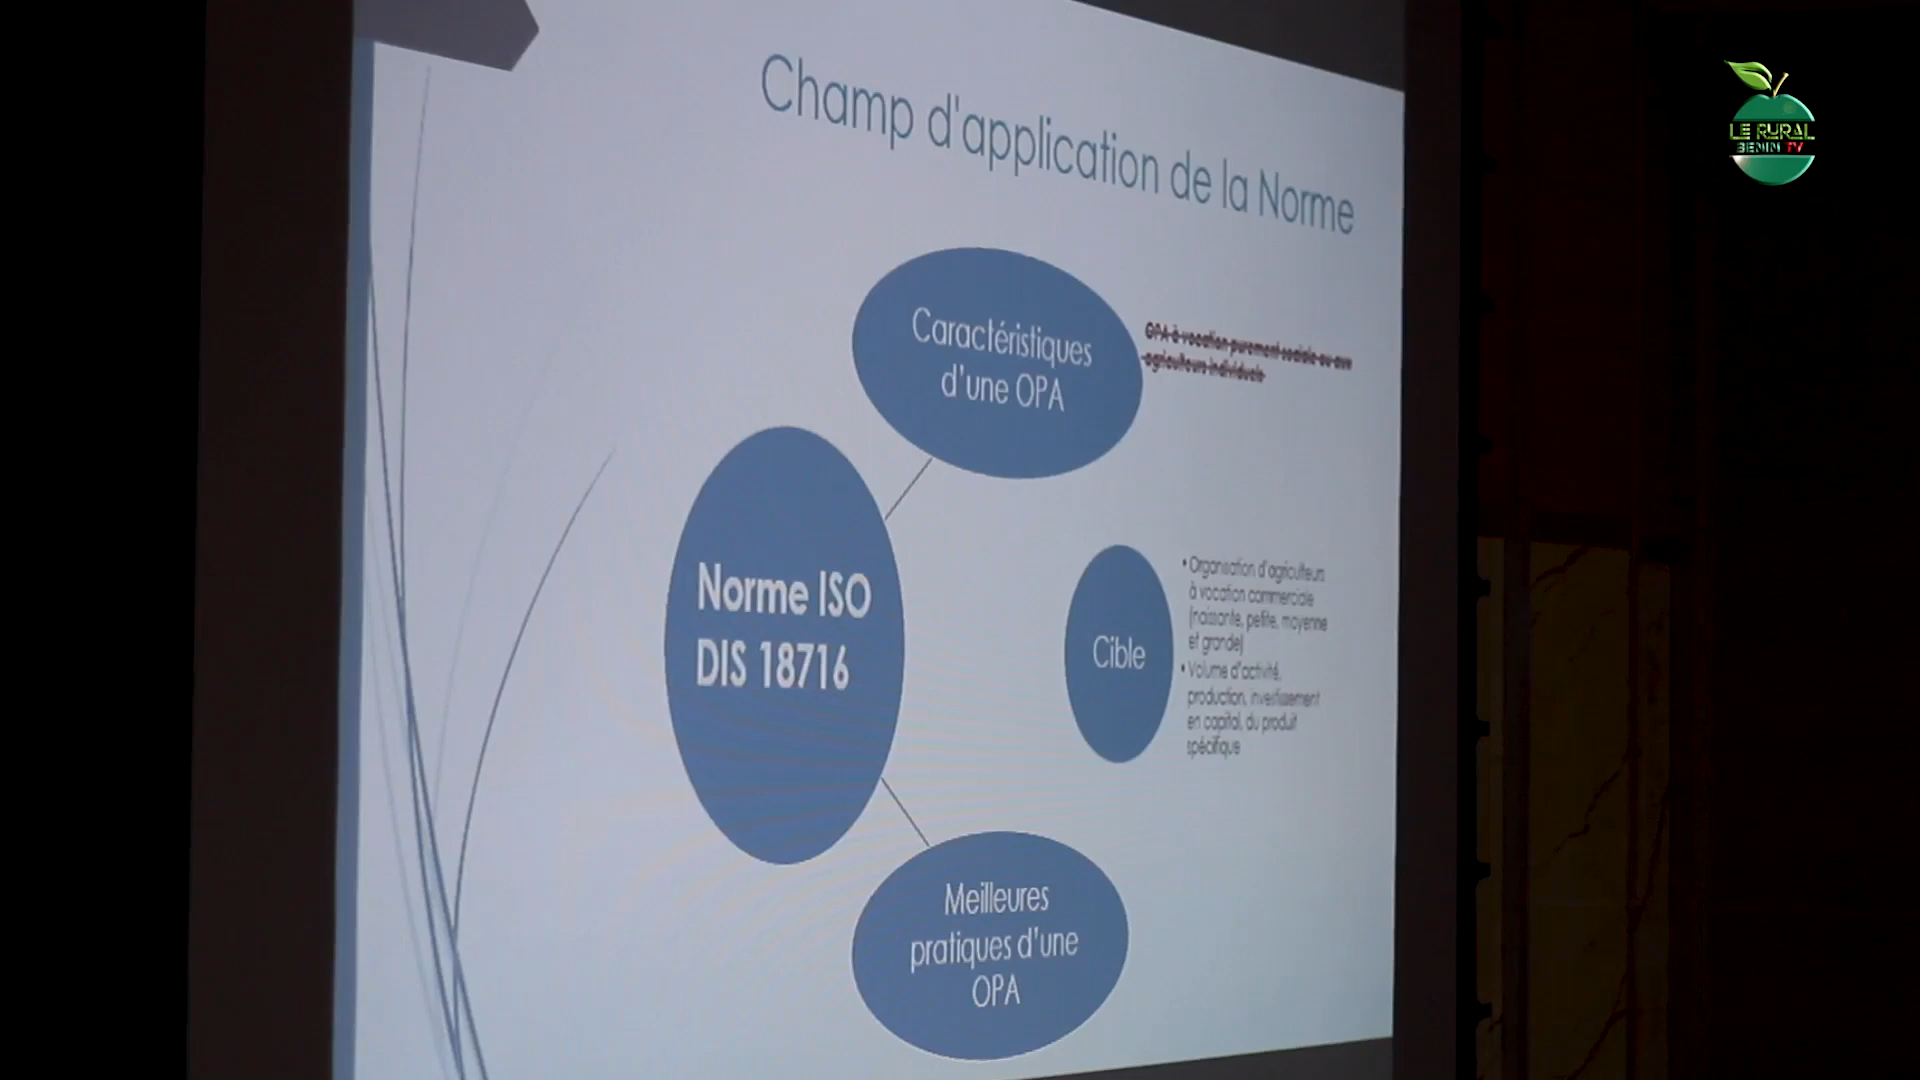 Champ d'application de la Norme
Caractéristiques
d'une OPA
OPA à vocation purement sociale ou aux
agriculteurs individuels
Norme ISO
DIS 18716
Cible
• Organisation d'agriculteurs
à vocation commerciale
(naissante, petite, moyenne
et grande)
• Volume d'activité,
production, investissement
en capital, du produit
spécifique
Meilleures
pratiques d'une
OPA
LE RURAL
BENIN TV